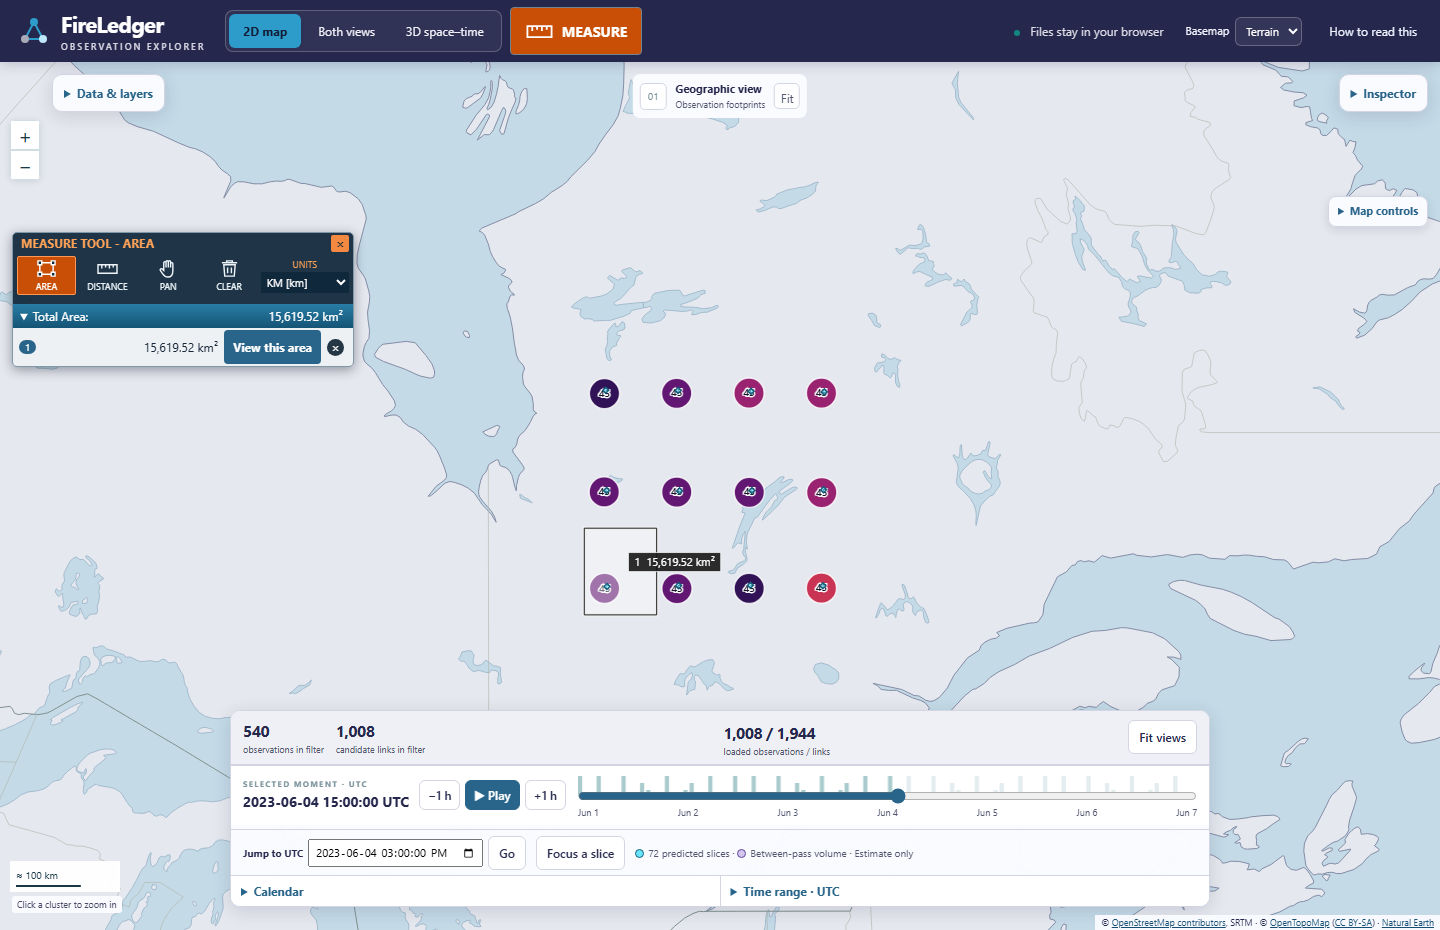 FireLedger
OBSERVATION EXPLORER
2D map
Both views
3D space–time
MEASURE
Files stay in your browser
Basemap
Terrain
How to read this
Data & layers
01
Geographic view
Observation footprints
Fit
Inspector
+
−
Map controls
MEASURE TOOL - AREA
×
AREA
DISTANCE
PAN
CLEAR
UNITS
KM [km]
Total Area:
15,619.52 km²
1
15,619.52 km²
View this area
×
1 15,619.52 km²
540
observations in filter
1,008
candidate links in filter
1,008 / 1,944
loaded observations / links
Fit views
SELECTED MOMENT · UTC
2023-06-04 15:00:00 UTC
−1 h
Play
+1 h
Jun 1
Jun 2
Jun 3
Jun 4
Jun 5
Jun 6
Jun 7
Jump to UTC
2023-06-04 03:00:00 PM
Go
Focus a slice
72 predicted slices ·
Between-pass volume · Estimate only
Calendar
Time range · UTC
≈ 100 km
Click a cluster to zoom in
© OpenStreetMap contributors, SRTM · © OpenTopoMap (CC BY-SA) · Natural Earth